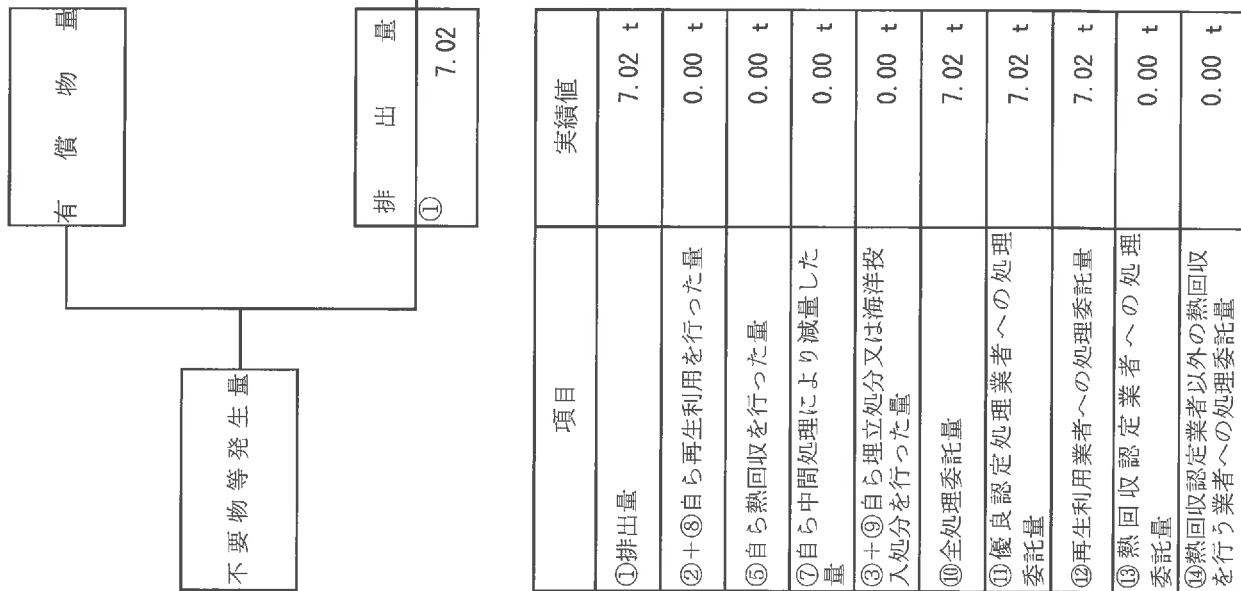 有償物量
不要物等発生量
排出量
① 7.02
項目 実績値
①排出量 7.02 t
②+⑧自ら再生利用を行った量 0.00 t
⑤自ら熱回収を行った量 0.00 t
⑦自ら中間処理により減量した
量 0.00 t
③+⑨自ら埋立処分又は海洋投
入処分を行った量 0.00 t
⑩全処理委託量 7.02 t
⑪優良認定処理業者への処理
委託量 7.02 t
⑫再生利用業者への処理委託量 7.02 t
⑬熱回収認定業者への処理
委託量 0.00 t
⑭熱回収認定業者以外の熱回収
を行う業者への処理委託量 0.00 t